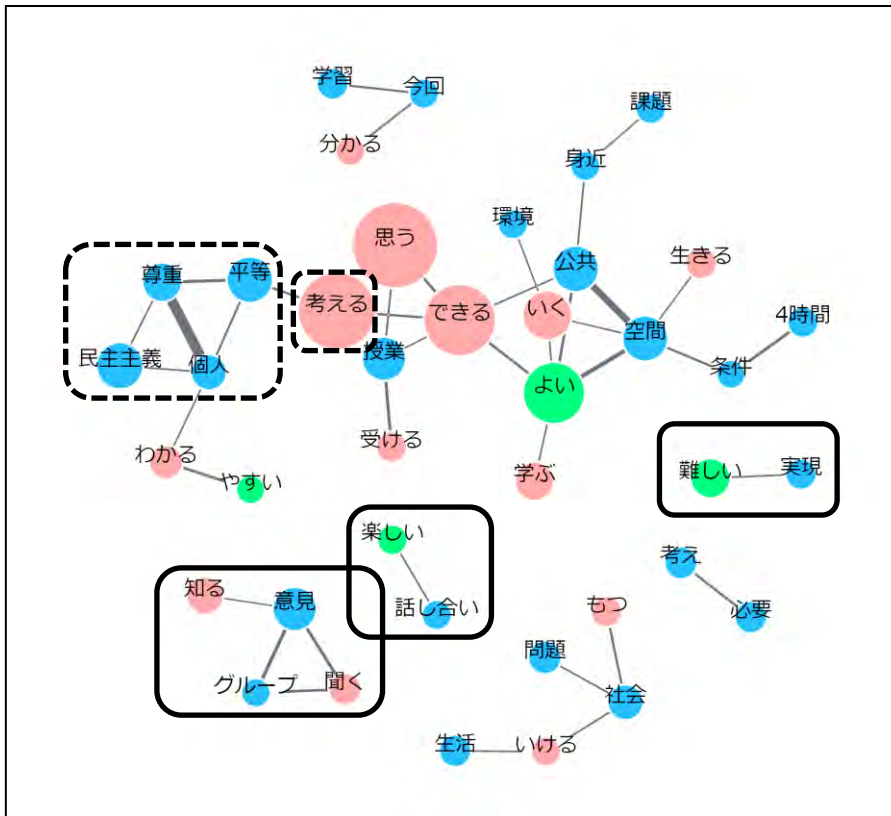 学習
今回
分かる
課題
身近
環境
思う
公共
生きる
尊重
平等
考える
できる
いく
空間
4時間
民主主義
個人
授業
よい
条件
わかる
やすい
受ける
学ぶ
難しい
実現
楽しい
話し合い
考え
必要
知る
意見
グループ
聞く
もつ
問題
社会
生活
いける